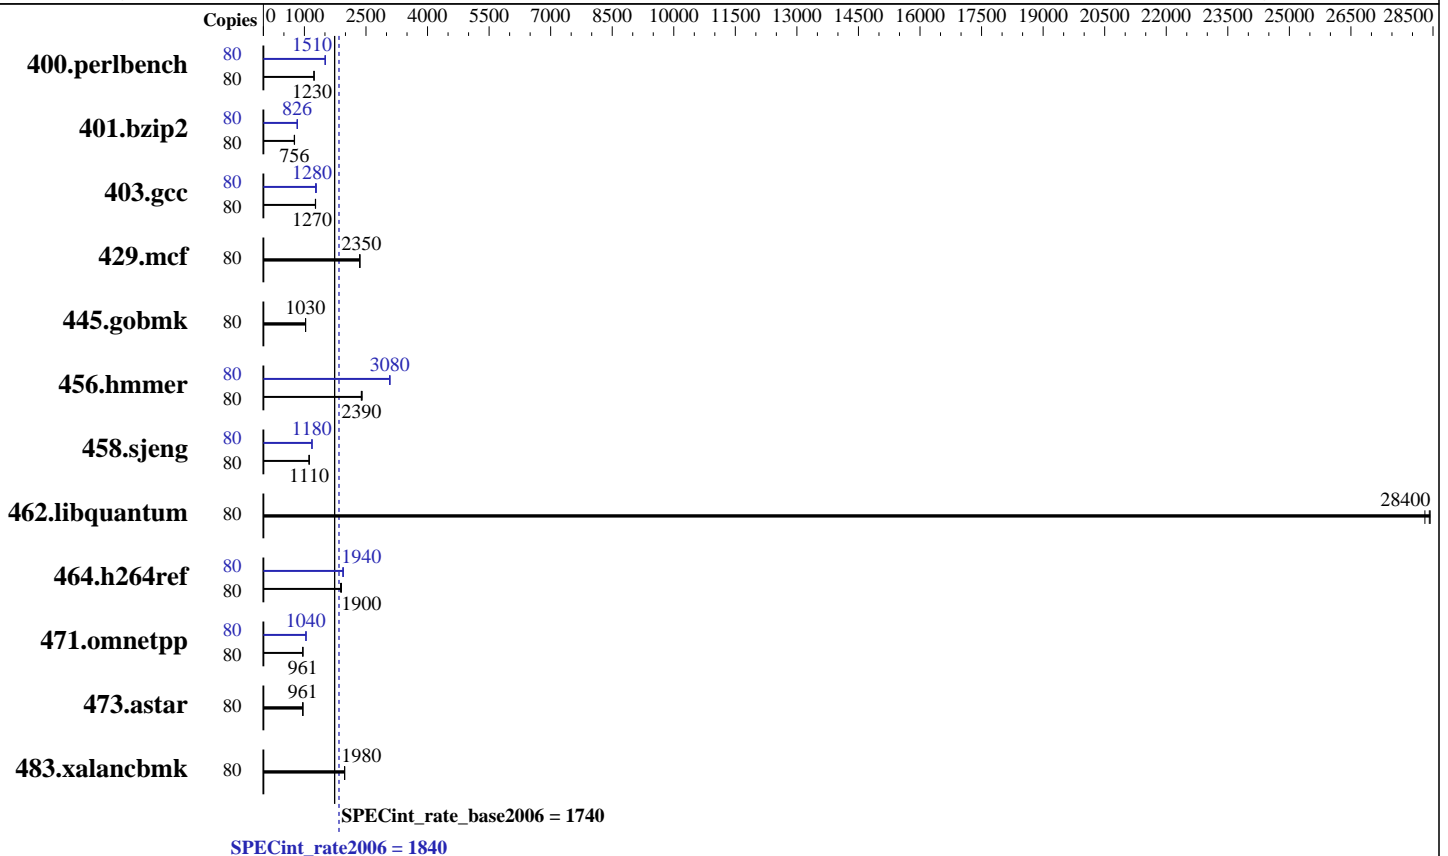 Copies 0 1000 2500 4000 5500 7000 8500 10000 11500 13000 14500 16000 17500 19000 20500 22000 23500 25000 26500 28500
400.perlbench 80 1510
80 1230
401.bzip2 80 826
80 756
403.gcc 80 1280
80 1270
429.mcf 80 2350
445.gobmk 80 1030
456.hmmer 80 3080
80 2390
458.sjeng 80 1180
80 1110
462.libquantum 80 28400
464.h264ref 80 1940
80 1900
471.omnetpp 80 1040
80 961
473.astar 80 961
483.xalancbmk 80 1980
SPECint_rate_base2006 = 1740
SPECint_rate2006 = 1840